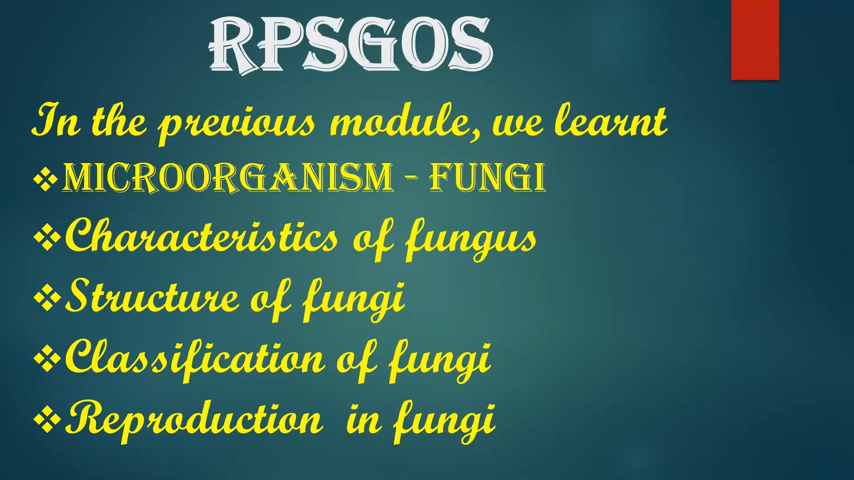 RPSGOS
In the previous module, we learnt
❖MICROORGANISM - FUNGI
❖Characteristics of fungus
❖Structure of fungi
❖Classification of fungi
❖Reproduction in fungi